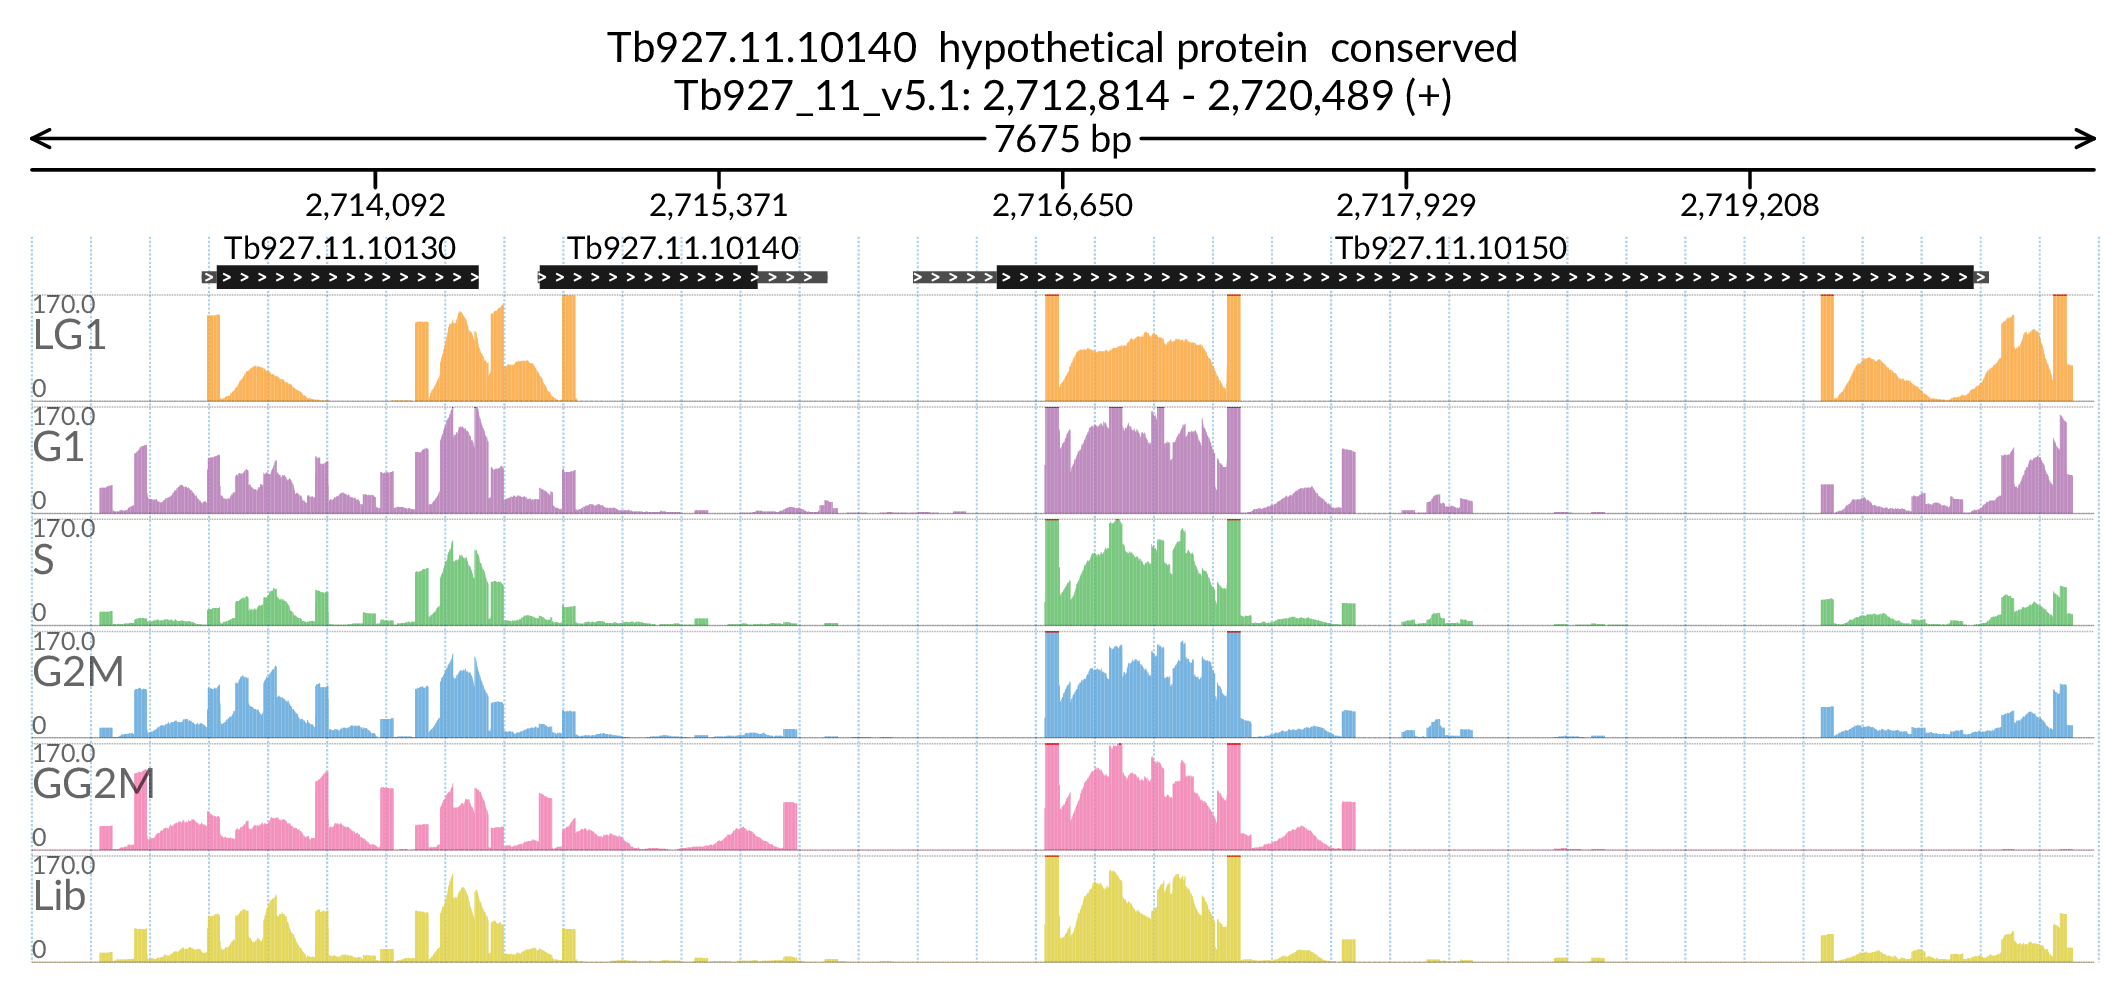 Tb927.11.10140  hypothetical protein  conserved
Tb927_11_v5.1: 2,712,814 - 2,720,489 (+)
7675 bp
2,714,092 2,715,371 2,716,650 2,717,929 2,719,208
Tb927.11.10130 Tb927.11.10140 Tb927.11.10150
170.0
LG1
0
170.0
G1
0
170.0
S
0
170.0
G2M
0
170.0
GG2M
0
170.0
Lib
0